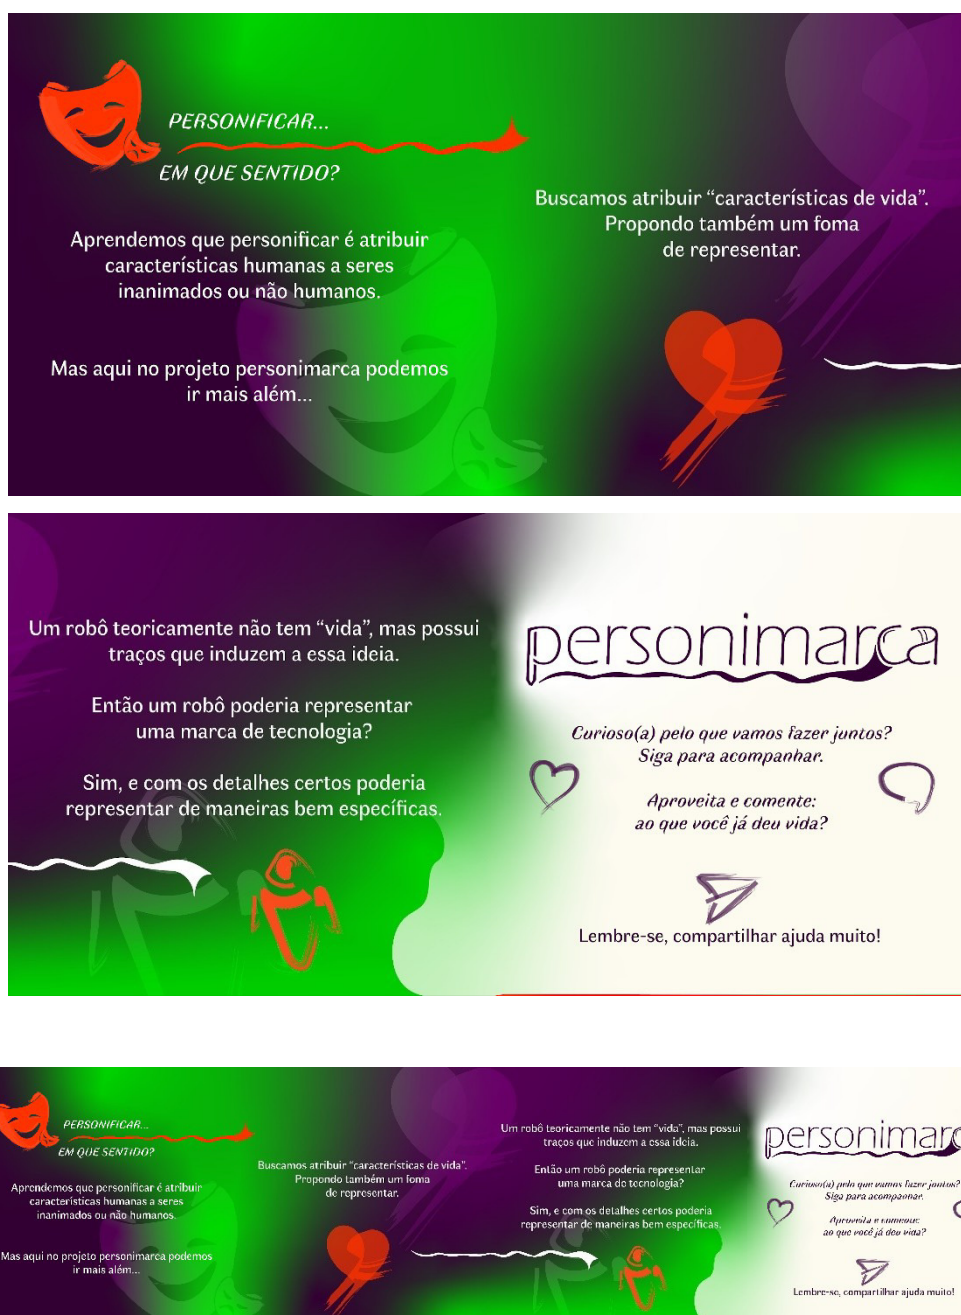 PERSONIFICAR...
EM QUE SENTIDO?
Aprendemos que personificar é atribuir
características humanas a seres
inanimados ou não humanos.
Mas aqui no projeto personimarca podemos
ir mais além...
Buscamos atribuir “características de vida”.
Propondo também um foma
de representar.
Um robô teoricamente não tem “vida”, mas possui
traços que induzem a essa ideia.
Então um robô poderia representar
uma marca de tecnologia?
Sim, e com os detalhes certos poderia
representar de maneiras bem específicas.
personimarca
Curioso(a) pelo que vamos fazer juntos?
Siga para acompanhar.
Aproveita e comente:
ao que você já deu vida?
Lembre-se, compartilhar ajuda muito!
PERSONIFICAR...
EM QUE SENTIDO?
Aprendemos que personificar é atribuir
características humanas a seres
inanimados ou não humanos.
Mas aqui no projeto personimarca podemos
ir mais além...
Buscamos atribuir “características de vida”.
Propondo também um foma
de representar.
Um robô teoricamente não tem “vida”, mas possui
traços que induzem a essa ideia.
Então um robô poderia representar
uma marca de tecnologia?
Sim, e com os detalhes certos poderia
representar de maneiras bem específicas.
personimarc
Curioso(a) pelo que vamos fazer juntos?
Siga para acompanhar.
Aproveita e comente:
ao que você já deu vida?
Lembre-se, compartilhar ajuda muito!